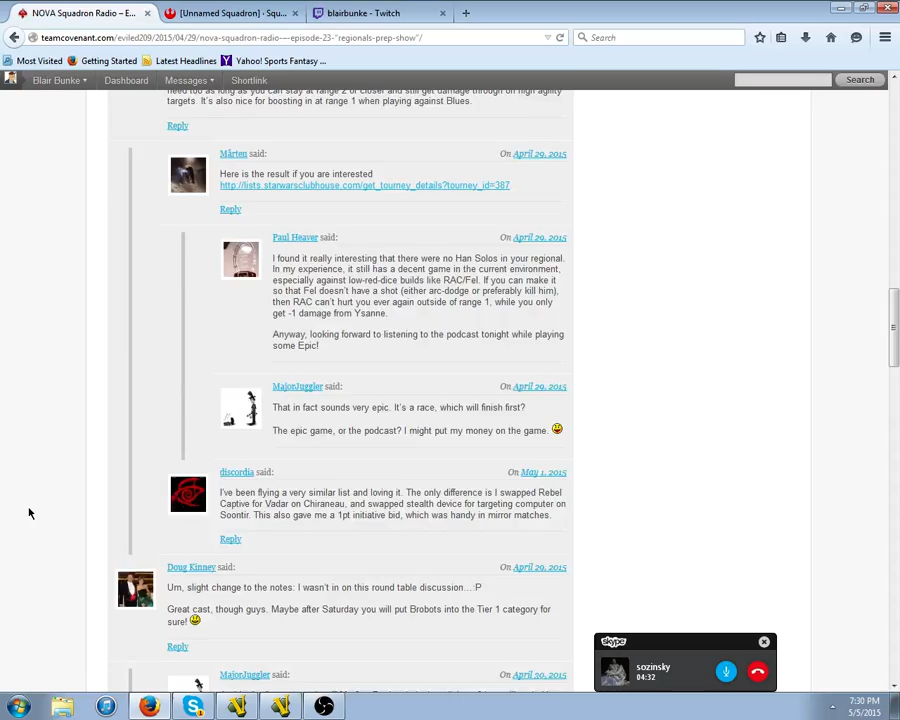 NOVA Squadron Radio – E...
[Unnamed Squadron] · Squ...
blairbunke - Twitch
teamcovenant.com/eviled209/2015/04/29/nova-squadron-radio-–-episode-23-"regionals-prep-show"/
Search
Most Visited
Getting Started
Latest Headlines
Yahoo! Sports Fantasy ...
Blair Bunke
Dashboard
Messages
Shortlink
Search
need too as long as you can stay at range 2 or closer and still get damage through on high agility
targets. It's also nice for boosting in at range 1 when playing against Blues.
Reply
Mårten said:
On April 29, 2015
Here is the result if you are interested
http://lists.starwarsclubhouse.com/get_tourney_details?tourney_id=387
Reply
Paul Heaver said:
On April 29, 2015
I found it really interesting that there were no Han Solos in your regional.
In my experience, it still has a decent game in the current environment,
especially against low-red-dice builds like RAC/Fel. If you can make it
so that Fel doesn't have a shot (either arc-dodge or preferably kill him),
then RAC can't hurt you ever again outside of range 1, while you only
get -1 damage from Ysanne.
Anyway, looking forward to listening to the podcast tonight while playing
some Epic!
MajorJuggler said:
On April 29, 2015
That in fact sounds very epic. It's a race, which will finish first?
The epic game, or the podcast? I might put my money on the game.
discordia said:
On May 1, 2015
I've been flying a very similar list and loving it. The only difference is I swapped Rebel
Captive for Vadar on Chiraneau, and swapped stealth device for targeting computer on
Soontir. This also gave me a 1pt initiative bid, which was handy in mirror matches.
Reply
Doug Kinney said:
On April 29, 2015
Um, slight change to the notes: I wasn't in on this round table discussion...:P
Great cast, though guys. Maybe after Saturday you will put Brobots into the Tier 1 category for
sure!
Reply
MajorJuggler said:
On April 30, 2015
skype
sozinsky
04:32
7:30 PM
5/5/2015